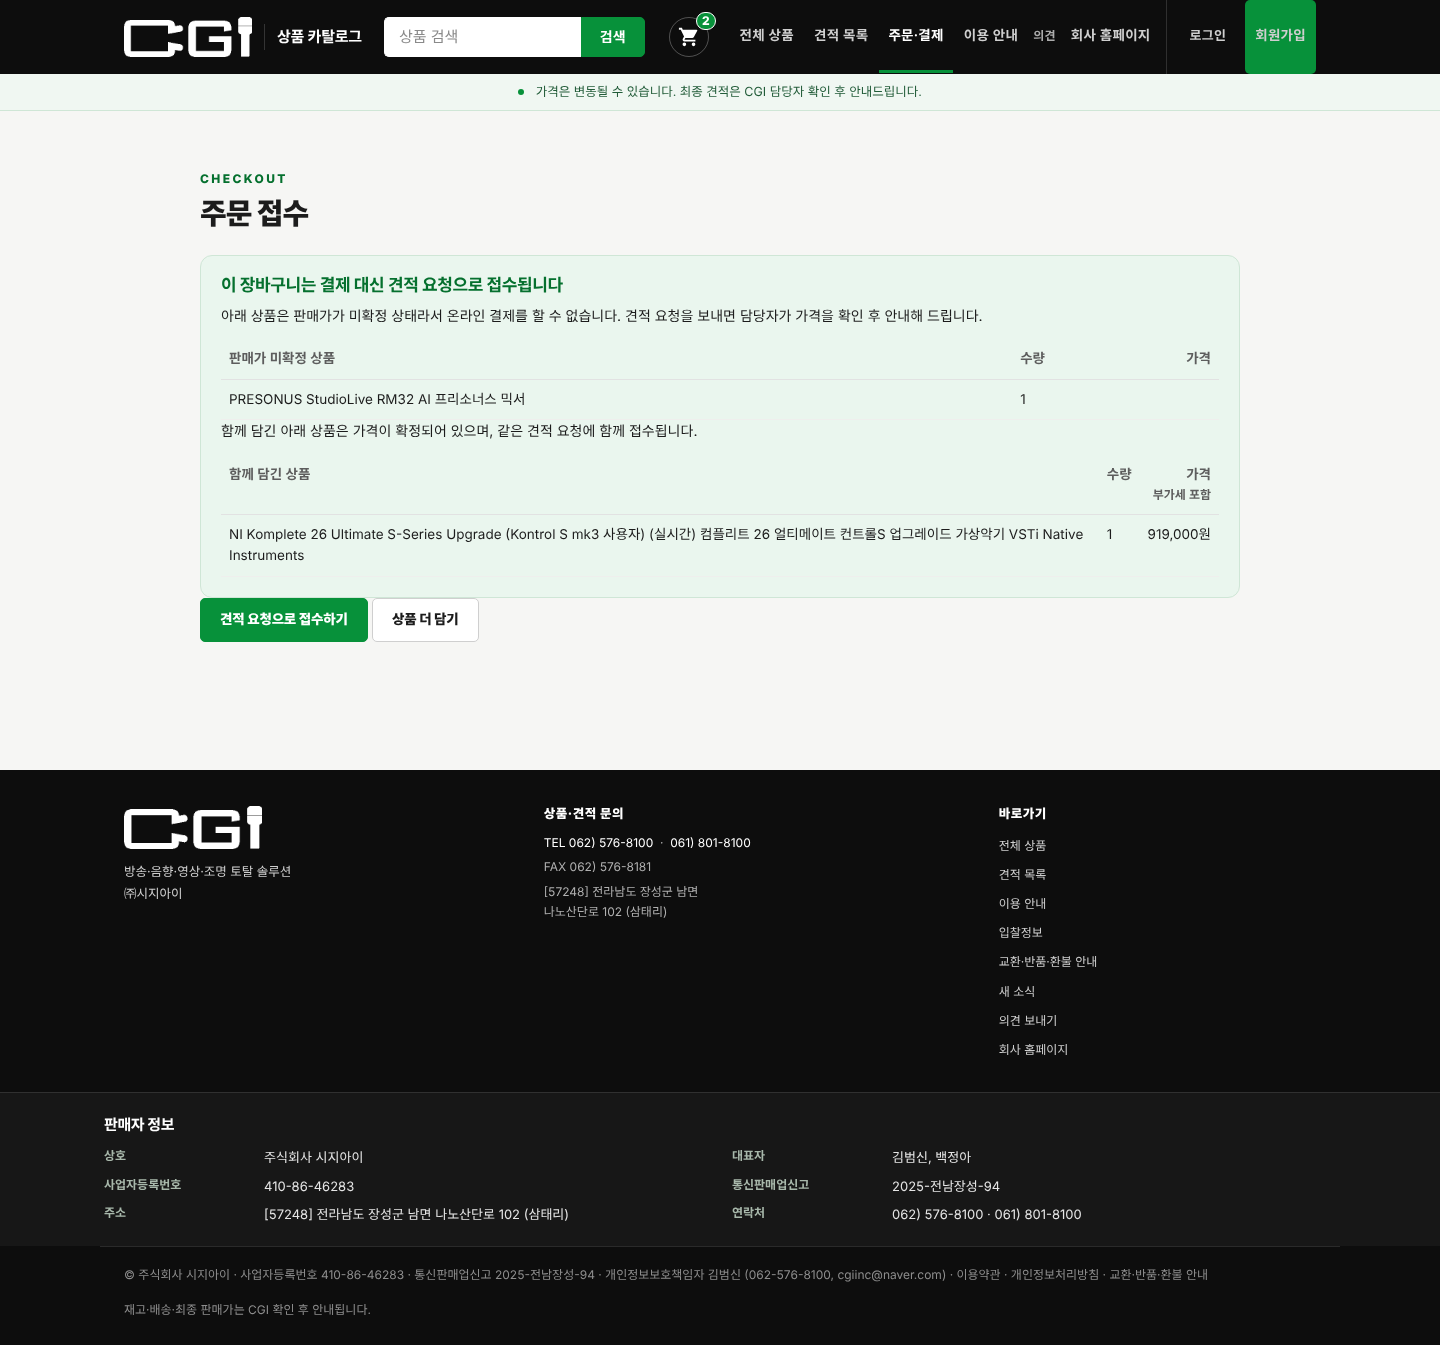 CGI
상품 카탈로그
상품 검색
검색
2
전체 상품
견적 목록
주문·결제
이용 안내
의견
회사 홈페이지
로그인
회원가입
가격은 변동될 수 있습니다. 최종 견적은 CGI 담당자 확인 후 안내드립니다.
CHECKOUT
주문 접수
이 장바구니는 결제 대신 견적 요청으로 접수됩니다
아래 상품은 판매가가 미확정 상태라서 온라인 결제를 할 수 없습니다. 견적 요청을 보내면 담당자가 가격을 확인 후 안내해 드립니다.
판매가 미확정 상품 수량 가격
PRESONUS StudioLive RM32 AI 프리소너스 믹서 1
함께 담긴 아래 상품은 가격이 확정되어 있으며, 같은 견적 요청에 함께 접수됩니다.
함께 담긴 상품 수량 가격
부가세 포함
NI Komplete 26 Ultimate S-Series Upgrade (Kontrol S mk3 사용자) (실시간) 컴플리트 26 얼티메이트 컨트롤S 업그레이드 가상악기 VSTi Native 1 919,000원
Instruments
견적 요청으로 접수하기
상품 더 담기
CGI
방송·음향·영상·조명 토탈 솔루션
㈜시지아이
상품·견적 문의
TEL 062) 576-8100 · 061) 801-8100
FAX 062) 576-8181
[57248] 전라남도 장성군 남면
나노산단로 102 (삼태리)
바로가기
전체 상품
견적 목록
이용 안내
입찰정보
교환·반품·환불 안내
새 소식
의견 보내기
회사 홈페이지
판매자 정보
상호 주식회사 시지아이 대표자 김범신, 백정아
사업자등록번호 410-86-46283 통신판매업신고 2025-전남장성-94
주소 [57248] 전라남도 장성군 남면 나노산단로 102 (삼태리) 연락처 062) 576-8100 · 061) 801-8100
© 주식회사 시지아이 · 사업자등록번호 410-86-46283 · 통신판매업신고 2025-전남장성-94 · 개인정보보호책임자 김범신 (062-576-8100, cgiinc@naver.com) · 이용약관 · 개인정보처리방침 · 교환·반품·환불 안내
재고·배송·최종 판매가는 CGI 확인 후 안내됩니다.